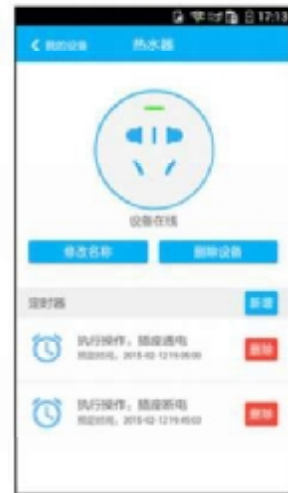 17:13
我的设备 热水器
设备在线
修改名称 删除设备
定时器 新增
执行操作，插座通电
删除
执行操作，插座断电
删除